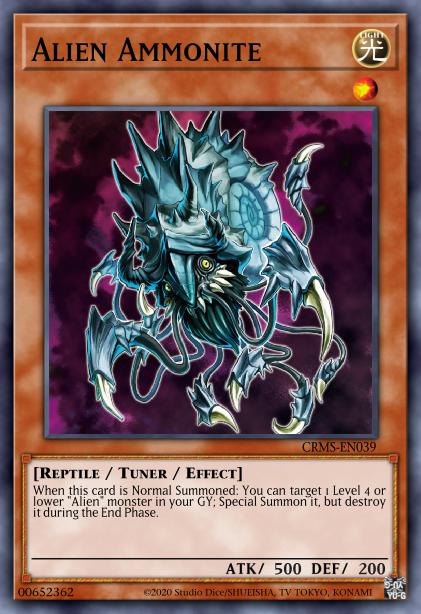 ALIEN AMMONITE
LIGHT
光
CRMS-EN039
[REPTILE / TUNER / EFFECT]
When this card is Normal Summoned: You can target 1 Level 4 or
lower "Alien" monster in your GY; Special Summon it, but destroy
it during the End Phase.
ATK/ 500 DEF/ 200
00652362
©2020 Studio Dice/SHUEISHA, TV TOKYO, KONAMI